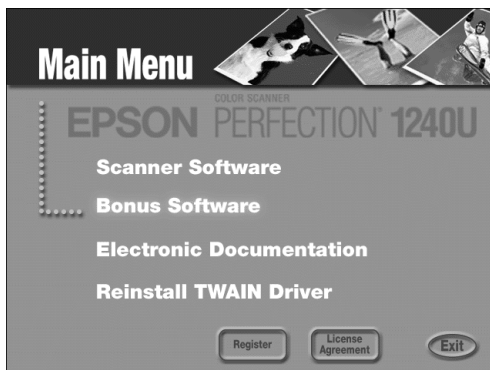 Main Menu
COLOR SCANNER
EPSON PERFECTION 1240U
Scanner Software
Bonus Software
Electronic Documentation
Reinstall TWAIN Driver
Register
License
Agreement
Exit